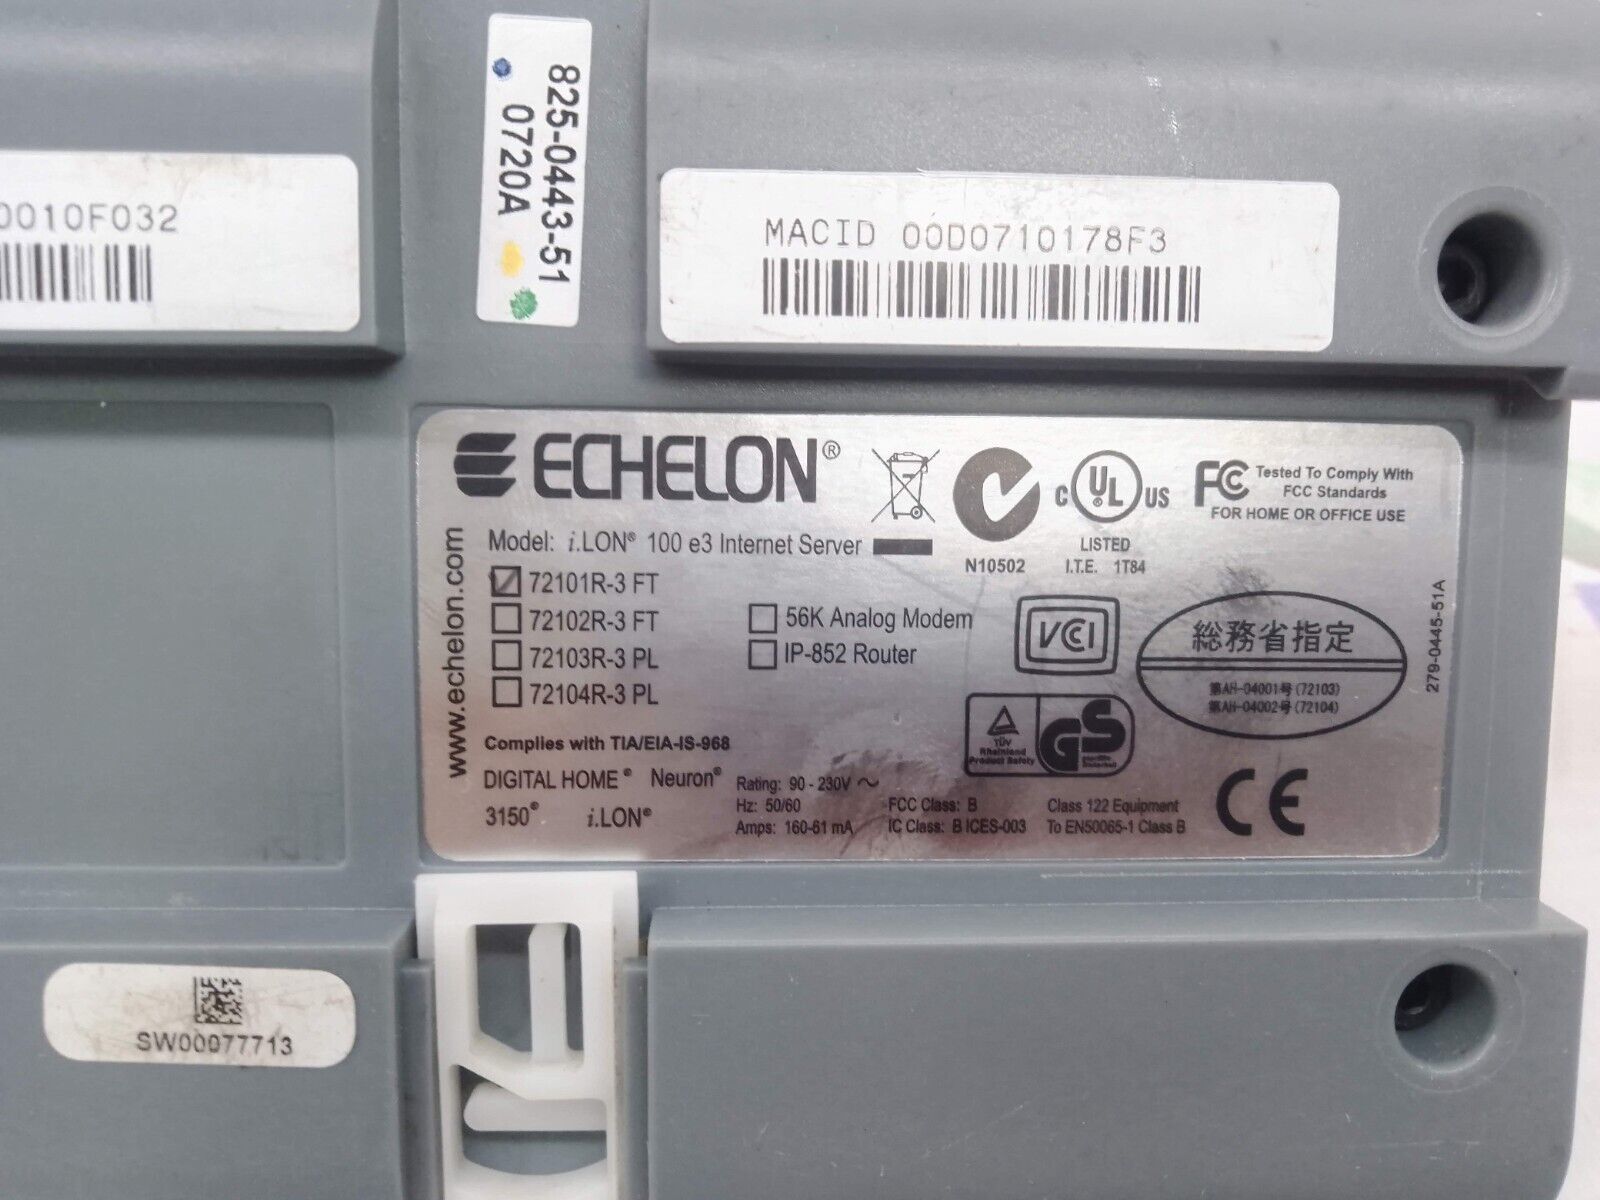 0010F032
825-0443-51
0720A
MACID 00D0710178F3
ECHELON®
www.echelon.com
Model: i.LON® 100 e3 Internet Server
72101R-3 FT
72102R-3 FT
72103R-3 PL
72104R-3 PL
56K Analog Modem
IP-852 Router
Complies with TIA/EIA-IS-968
DIGITAL HOME® Neuron®
3150® i.LON®
Rating: 90 - 230V ~
Hz: 50/60
Amps: 160-61 mA
FCC Class: B
IC Class: B ICES-003
Class 122 Equipment
To EN50065-1 Class B
N10502
C UL® US
LISTED
I.T.E. 1T84
FC Tested To Comply With
FCC Standards
FOR HOME OR OFFICE USE
VCI
総務省指定
第AH-04001号(72103)
第AH-04002号(72104)
TÜV
Rheinland
Product Safety
GS
geprüfte
Sicherheit
CE
279-0445-51A
SW00077713